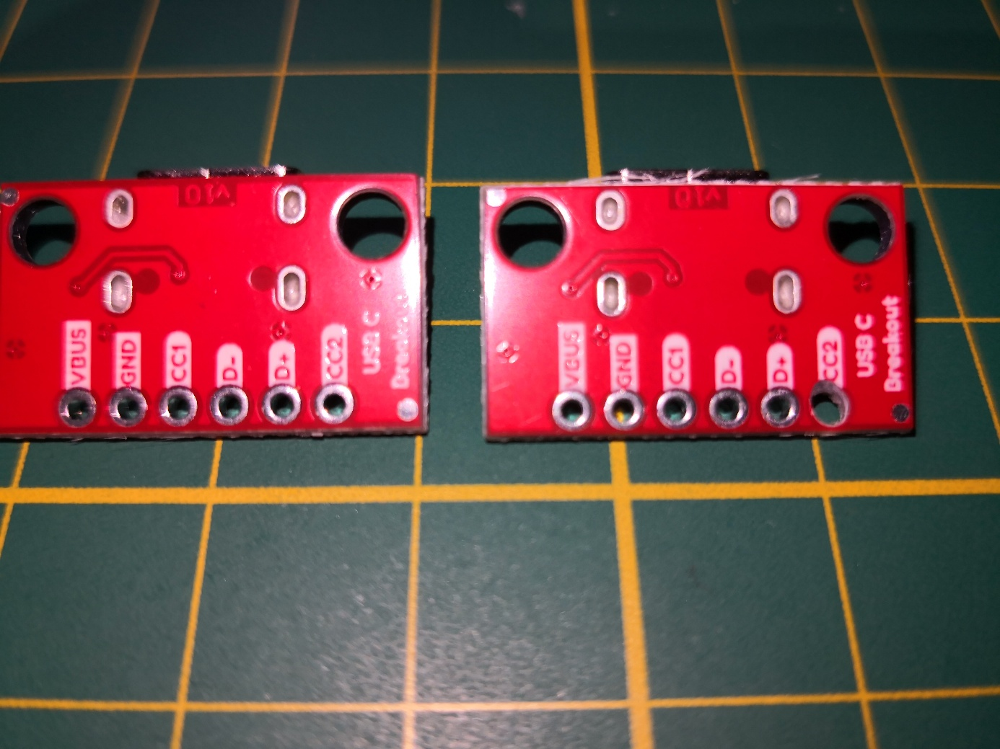 v10
VBUS
GND
CC1
D-
D+
CC2
USB C
Breakout
v10
VBUS
GND
CC1
D-
D+
CC2
USB C
Breakout